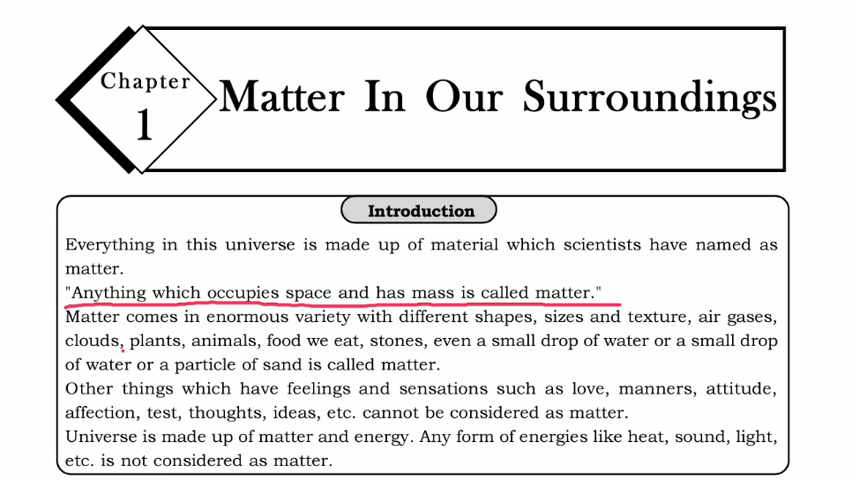 Chapter
1
Matter In Our Surroundings
Introduction
Everything in this universe is made up of material which scientists have named as
matter.
"Anything which occupies space and has mass is called matter."
Matter comes in enormous variety with different shapes, sizes and texture, air gases,
clouds, plants, animals, food we eat, stones, even a small drop of water or a small drop
of water or a particle of sand is called matter.
Other things which have feelings and sensations such as love, manners, attitude,
affection, test, thoughts, ideas, etc. cannot be considered as matter.
Universe is made up of matter and energy. Any form of energies like heat, sound, light,
etc. is not considered as matter.